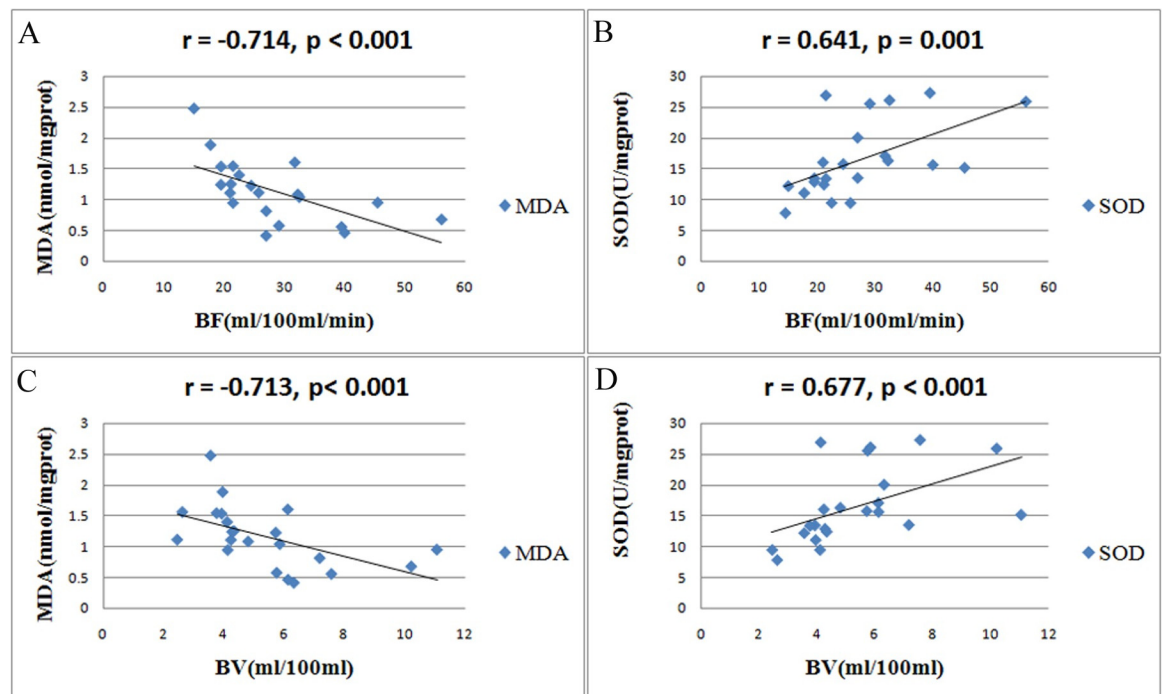 A
r = -0.714, p < 0.001
MDA(nmol/mgprot)
3
2.5
2
1.5
1
0.5
0
0 10 20 30 40 50 60
BF(ml/100ml/min)
MDA
B
r = 0.641, p = 0.001
SOD(U/mgprot)
30
25
20
15
10
5
0
0 10 20 30 40 50 60
BF(ml/100ml/min)
SOD
C
r = -0.713, p< 0.001
MDA(nmol/mgprot)
3
2.5
2
1.5
1
0.5
0
0 2 4 6 8 10 12
BV(ml/100ml)
MDA
D
r = 0.677, p < 0.001
SOD(U/mgprot)
30
25
20
15
10
5
0
0 2 4 6 8 10 12
BV(ml/100ml)
SOD